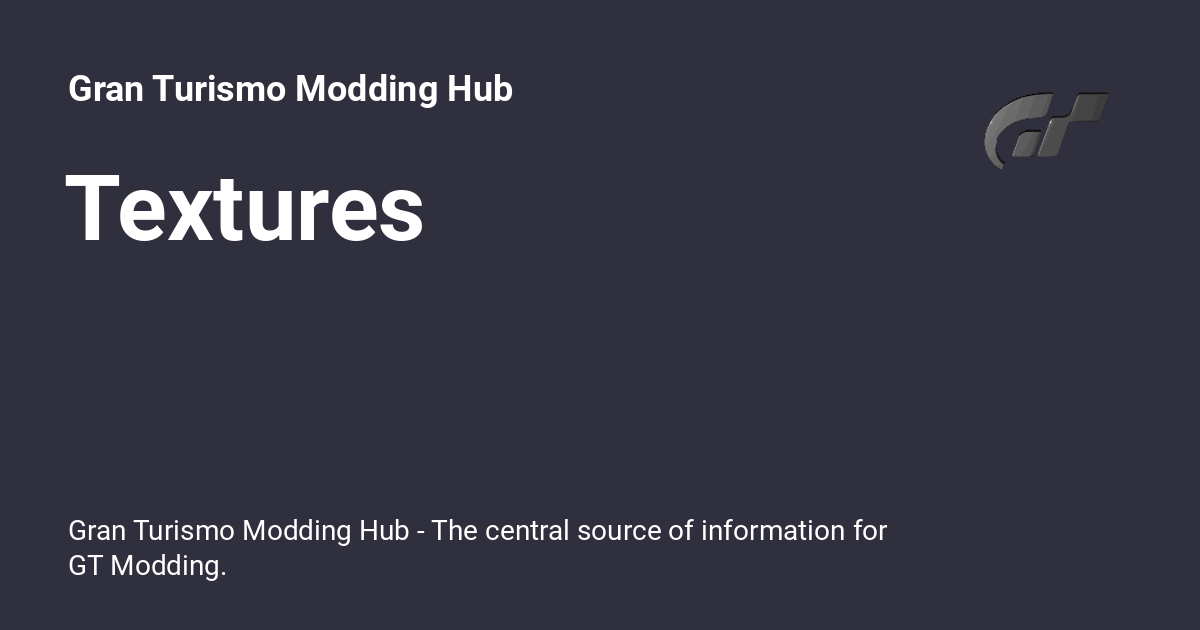 Gran Turismo Modding Hub
Textures
Gran Turismo Modding Hub - The central source of information for
GT Modding.